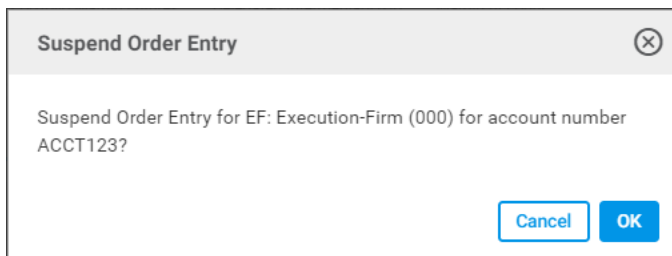 Suspend Order Entry
Suspend Order Entry for EF: Execution-Firm (000) for account number
ACCT123?
Cancel
OK